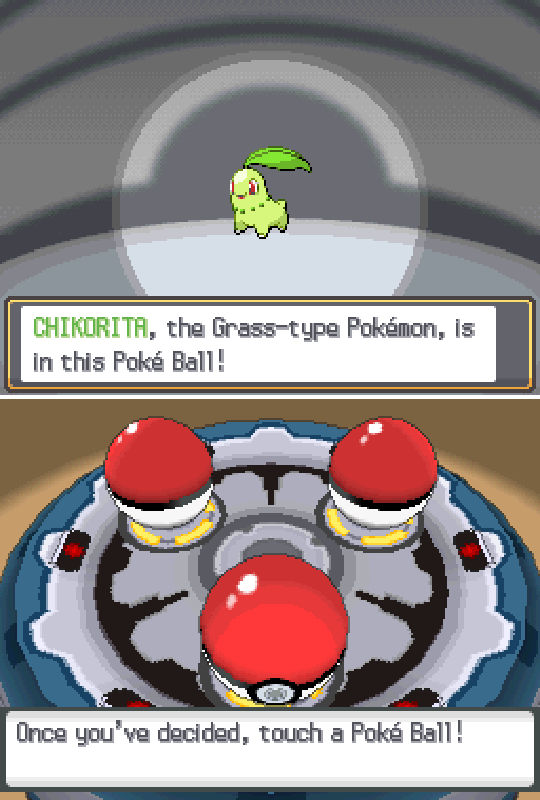 CHIKORITA, the Grass-type Pokémon, is
in this Poké Ball!
Once you've decided, touch a Poké Ball!